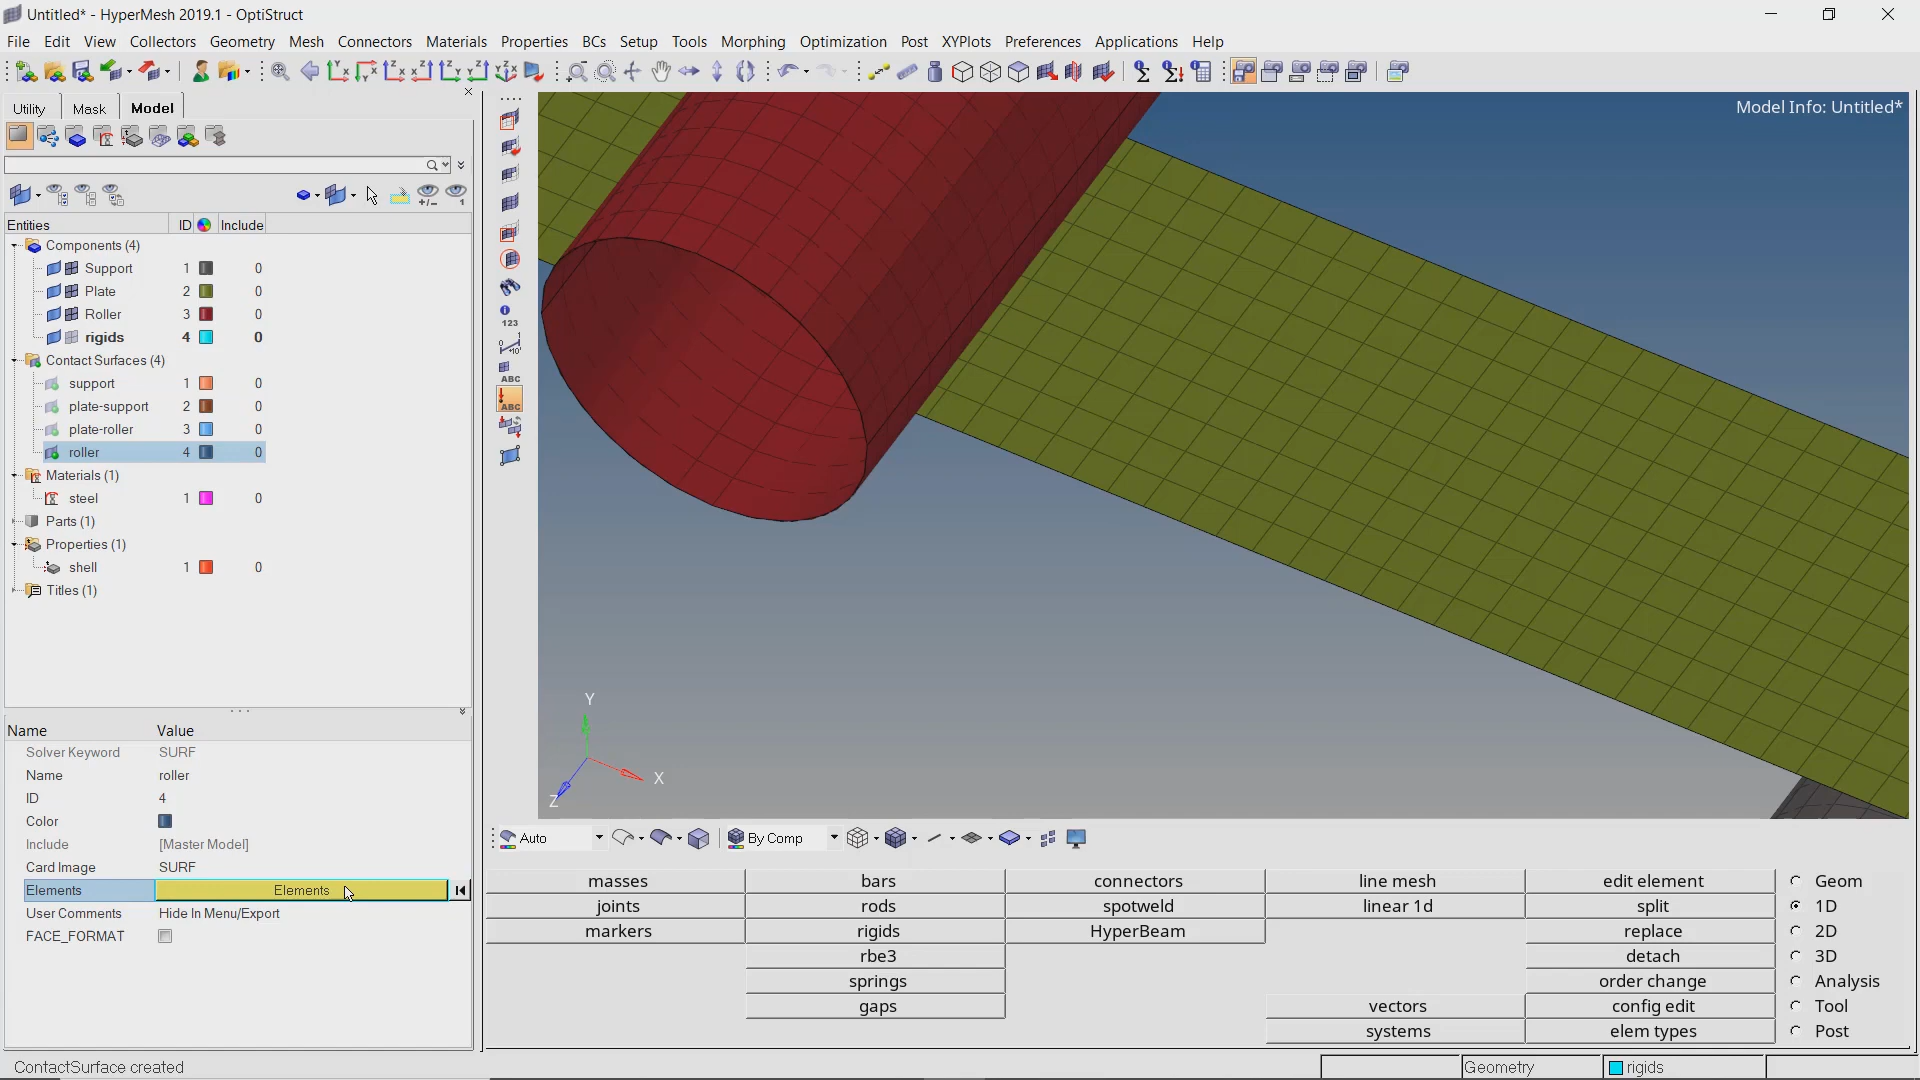 Untitled* - HyperMesh 2019.1 - OptiStruct
File Edit View Collectors Geometry Mesh Connectors Materials Properties BCs Setup Tools Morphing Optimization Post XYPlots Preferences Applications Help
Utility Mask Model
Model Info: Untitled*
Entities ID Include
Components (4)
Support 1 0
Plate 2 0
Roller 3 0
rigids 4 0
Contact Surfaces (4)
support 1 0
plate-support 2 0
plate-roller 3 0
roller 4 0
Materials (1)
steel 1 0
Parts (1)
Properties (1)
shell 1 0
Titles (1)
123
ABC
ABC
Y
X
Z
Name Value
Solver Keyword SURF
Name roller
ID 4
Color
Include [Master Model]
Card Image SURF
Elements Elements
User Comments Hide In Menu/Export
FACE_FORMAT
Auto By Comp
masses bars connectors line mesh edit element Geom
joints rods spotweld linear 1d split 1D
markers rigids HyperBeam replace 2D
rbe3 detach 3D
springs order change Analysis
gaps vectors config edit Tool
systems elem types Post
ContactSurface created Geometry rigids